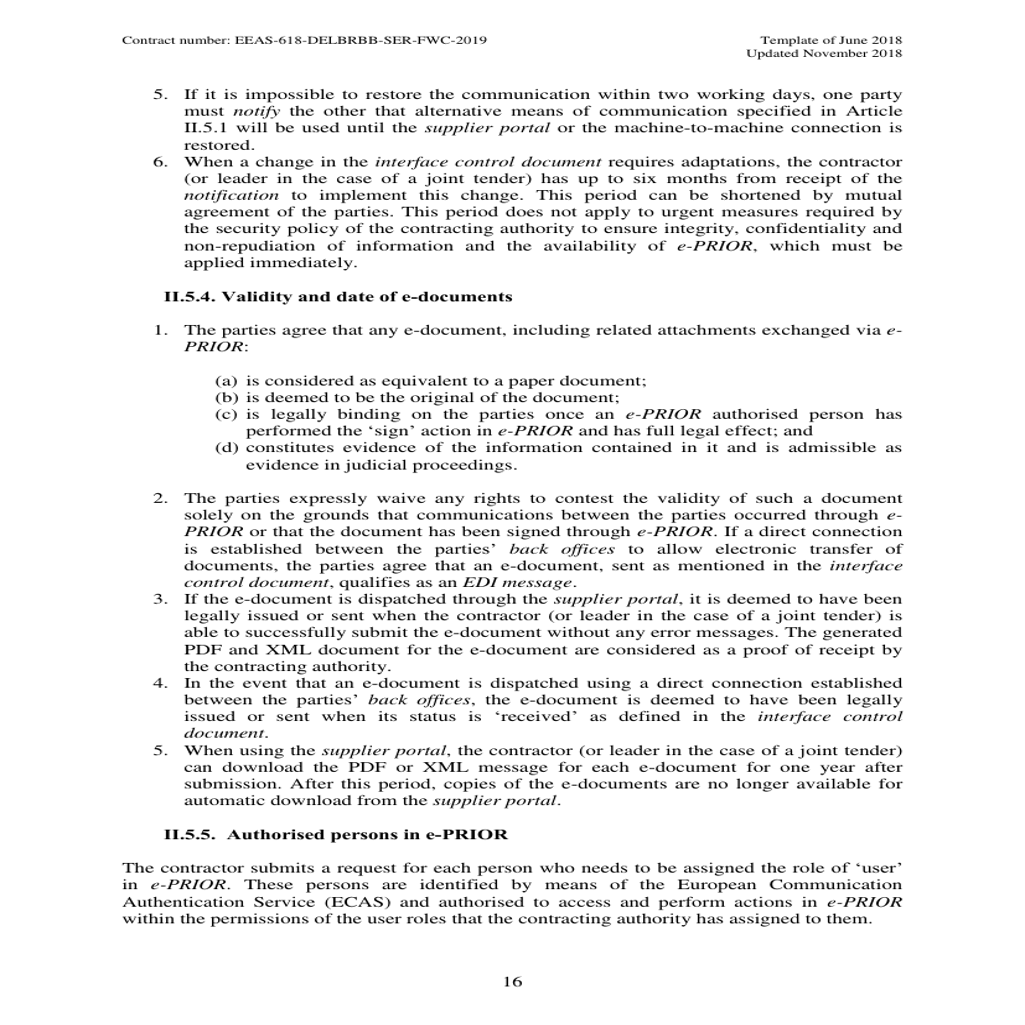 Contract number: EEAS-618-DELBRBB-SER-FWC-2019
Template of June 2018
Updated November 2018
5. If it is impossible to restore the communication within two working days, one party
must notify the other that alternative means of communication specified in Article
II.5.1 will be used until the supplier portal or the machine-to-machine connection is
restored.
6. When a change in the interface control document requires adaptations, the contractor
(or leader in the case of a joint tender) has up to six months from receipt of the
notification to implement this change. This period can be shortened by mutual
agreement of the parties. This period does not apply to urgent measures required by
the security policy of the contracting authority to ensure integrity, confidentiality and
non-repudiation of information and the availability of e-PRIOR, which must be
applied immediately.
II.5.4. Validity and date of e-documents
1. The parties agree that any e-document, including related attachments exchanged via e-
PRIOR:
(a) is considered as equivalent to a paper document;
(b) is deemed to be the original of the document;
(c) is legally binding on the parties once an e-PRIOR authorised person has
performed the ‘sign’ action in e-PRIOR and has full legal effect; and
(d) constitutes evidence of the information contained in it and is admissible as
evidence in judicial proceedings.
2. The parties expressly waive any rights to contest the validity of such a document
solely on the grounds that communications between the parties occurred through e-
PRIOR or that the document has been signed through e-PRIOR. If a direct connection
is established between the parties’ back offices to allow electronic transfer of
documents, the parties agree that an e-document, sent as mentioned in the interface
control document, qualifies as an EDI message.
3. If the e-document is dispatched through the supplier portal, it is deemed to have been
legally issued or sent when the contractor (or leader in the case of a joint tender) is
able to successfully submit the e-document without any error messages. The generated
PDF and XML document for the e-document are considered as a proof of receipt by
the contracting authority.
4. In the event that an e-document is dispatched using a direct connection established
between the parties’ back offices, the e-document is deemed to have been legally
issued or sent when its status is ‘received’ as defined in the interface control
document.
5. When using the supplier portal, the contractor (or leader in the case of a joint tender)
can download the PDF or XML message for each e-document for one year after
submission. After this period, copies of the e-documents are no longer available for
automatic download from the supplier portal.
II.5.5. Authorised persons in e-PRIOR
The contractor submits a request for each person who needs to be assigned the role of ‘user’
in e-PRIOR. These persons are identified by means of the European Communication
Authentication Service (ECAS) and authorised to access and perform actions in e-PRIOR
within the permissions of the user roles that the contracting authority has assigned to them.
16